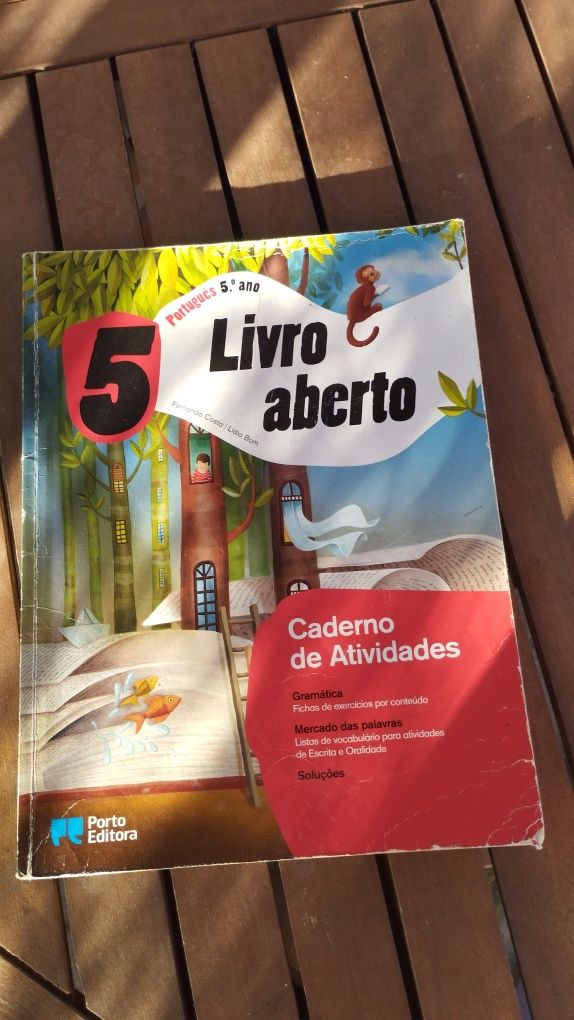 5
Português 5.º ano
Livro
aberto
Fernanda Costa / Lídia Bom
Caderno
de Atividades
Gramática
Fichas de exercícios por conteúdo
Mercado das palavras
Listas de vocabulário para atividades
de Escrita e Oralidade
Soluções
Porto
Editora